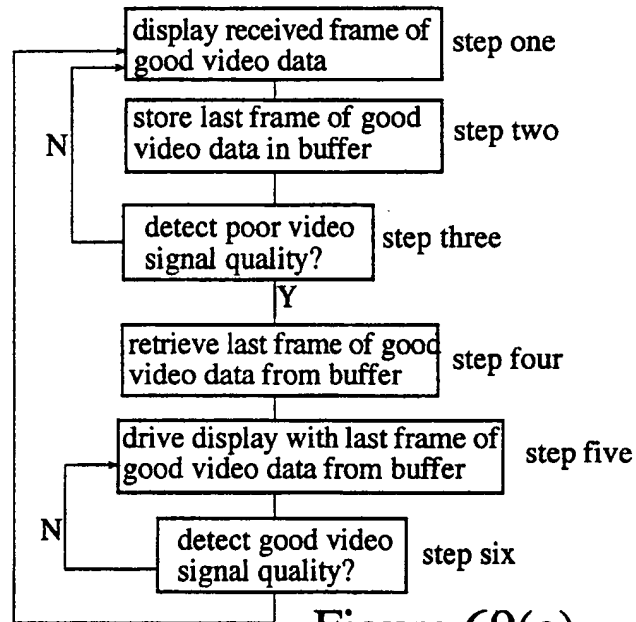 display received frame of
good video data
step one
store last frame of good
video data in buffer
step two
N
detect poor video
signal quality?
step three
Y
retrieve last frame of good
video data from buffer
step four
drive display with last frame of
good video data from buffer
step five
N
detect good video
signal quality?
step six
Figure 69(a)